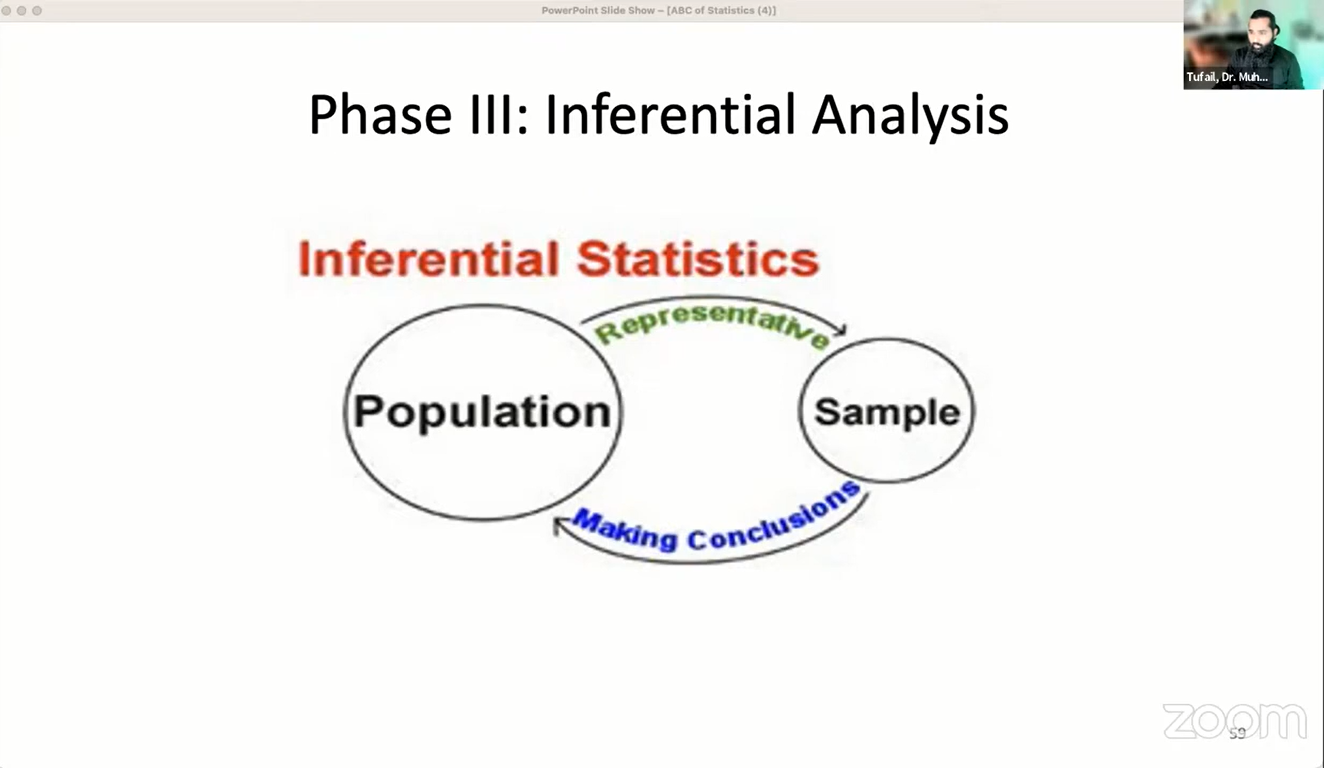 PowerPoint Slide Show – [ABC of Statistics (4)]
Tufail, Dr. Muh...
Phase III: Inferential Analysis
Inferential Statistics
Representative
Population
Sample
Making Conclusions
zoom
59